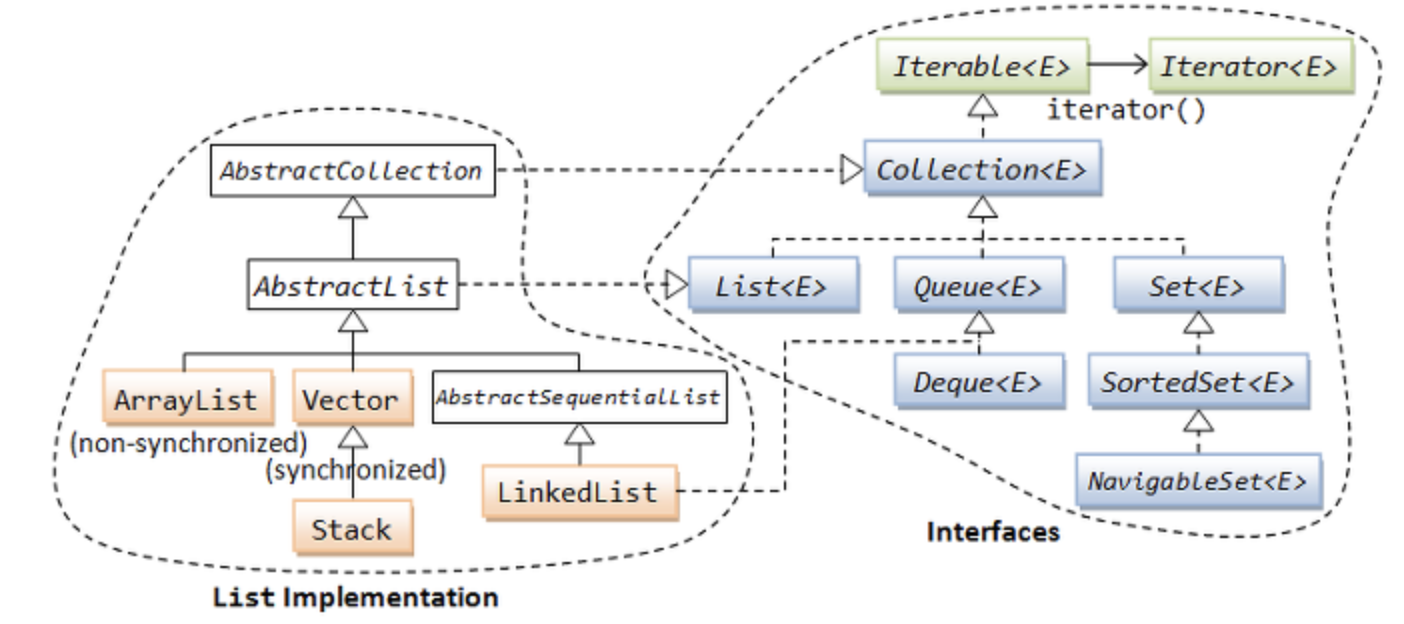 Iterable<E>
Iterator<E>
iterator()
AbstractCollection
Collection<E>
AbstractList
List<E>
Queue<E>
Set<E>
ArrayList
Vector
AbstractSequentialList
Deque<E>
SortedSet<E>
(non-synchronized)
(synchronized)
LinkedList
NavigableSet<E>
Stack
Interfaces
List Implementation